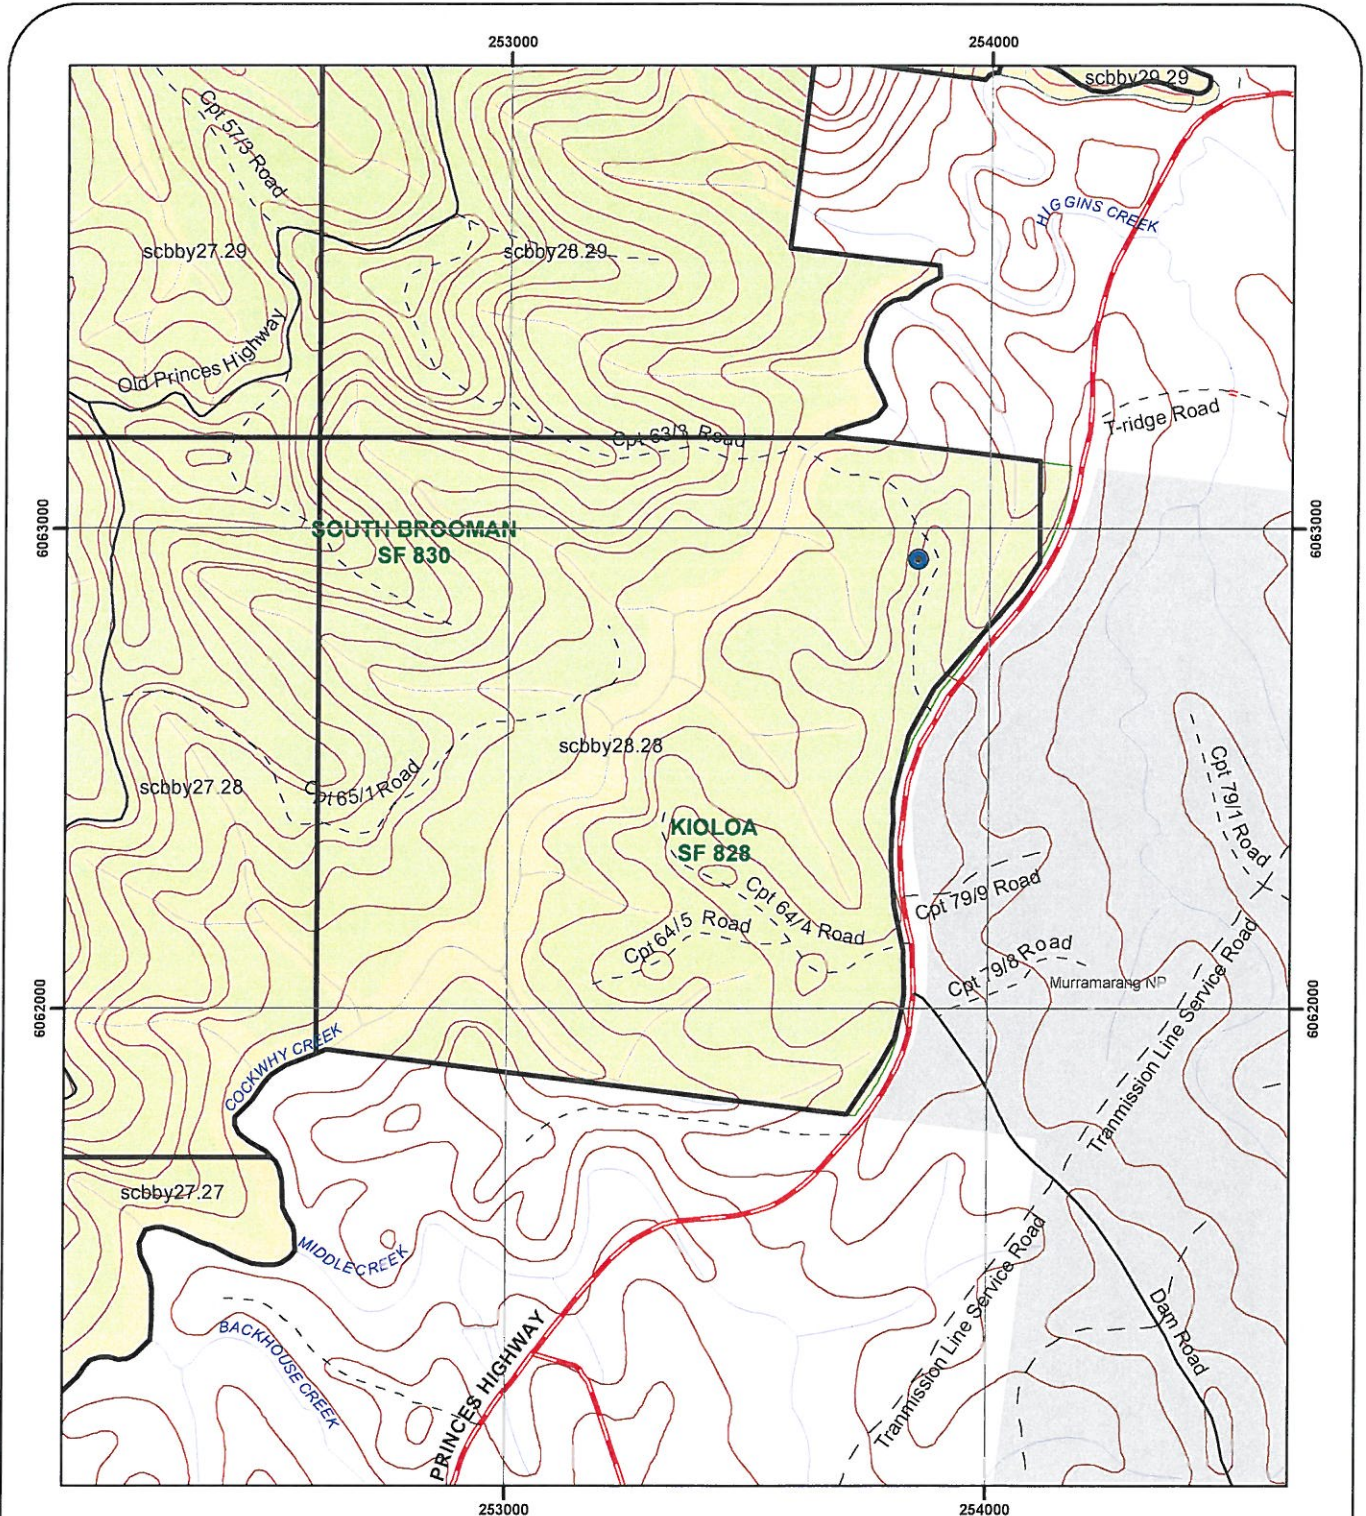 253000
254000
scbby29.29
Cpt 57/3 Road
HIGGINS CREEK
scbby27.29
scbby28.29
Old Princes Highway
T-ridge Road
Cpt 63/3 Road
6063000
SOUTH BROOMAN
SF 830
6063000
scbby28.28
scbby27.28
Cpt 65/1 Road
Cpt 79/1 Road
KIOLOA
SF 828
Cpt 79/9 Road
Cpt 64/4 Road
Cpt 64/5 Road
Cpt 79/8 Road
Murramarang NP
Tranmission Line Service Road
6062000
6062000
COCKWHY CREEK
scbby27.27
MIDDLE CREEK
Tranmission Line Service Road
Dam Road
BACKHOUSE CREEK
PRINCES HIGHWAY
253000
254000